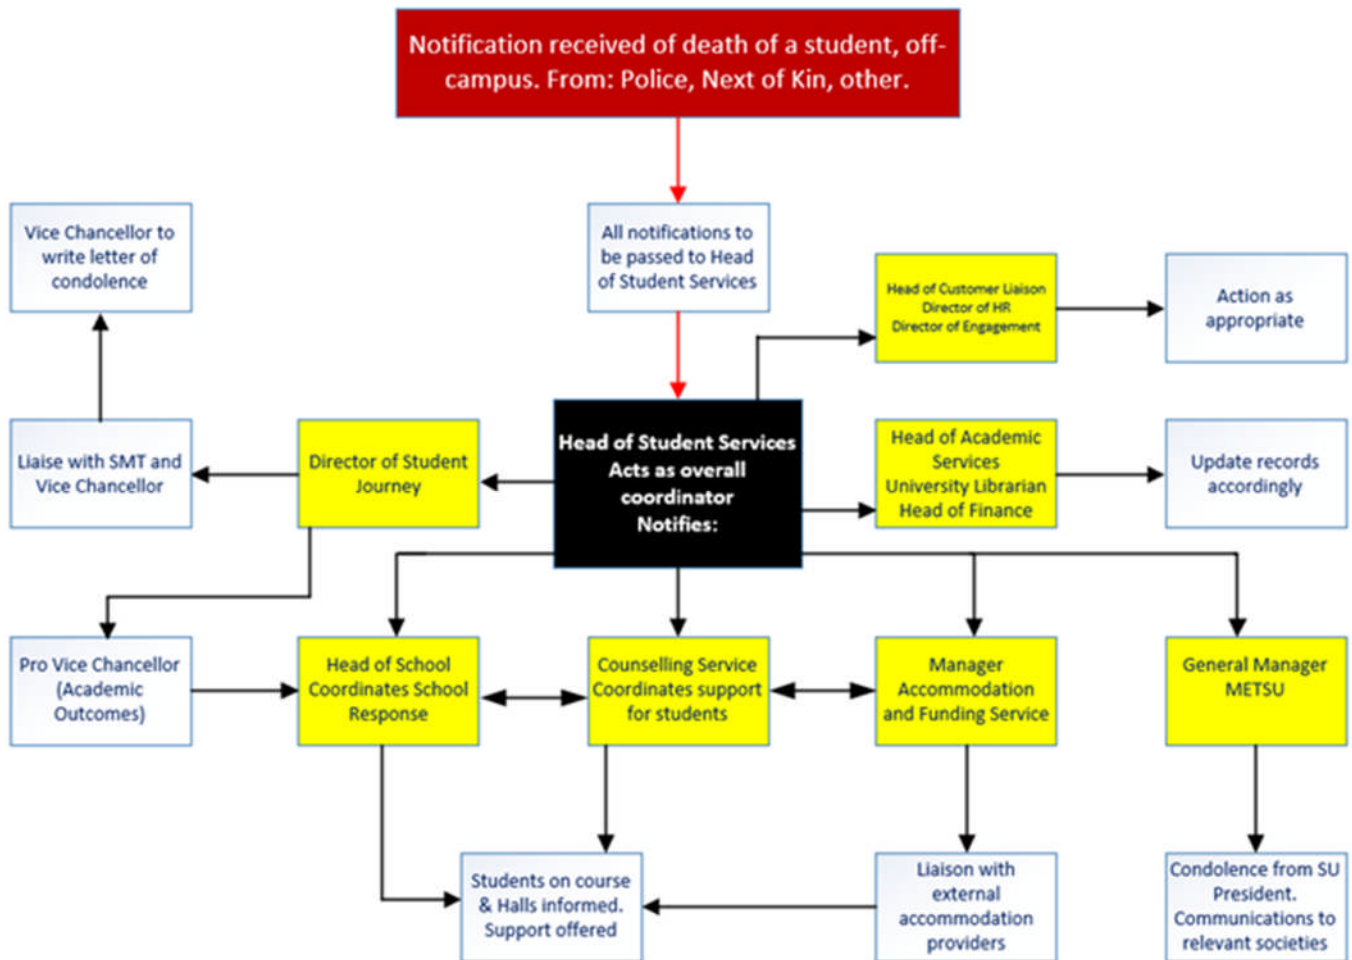 Notification received of death of a student, off-
campus. From: Police, Next of Kin, other.
Vice Chancellor to
write letter of
condolence
All notifications to
be passed to Head
of Student Services
Head of Customer Liaison
Director of HR
Director of Engagement
Action as
appropriate
Liaise with SMT and
Vice Chancellor
Director of Student
Journey
Head of Student Services
Acts as overall
coordinator
Notifies:
Head of Academic
Services
University Librarian
Head of Finance
Update records
accordingly
Pro Vice Chancellor
(Academic
Outcomes)
Head of School
Coordinates School
Response
Counselling Service
Coordinates support
for students
Manager
Accommodation
and Funding Service
General Manager
METSU
Students on course
& Halls informed.
Support offered
Liaison with
external
accommodation
providers
Condolence from SU
President.
Communications to
relevant societies